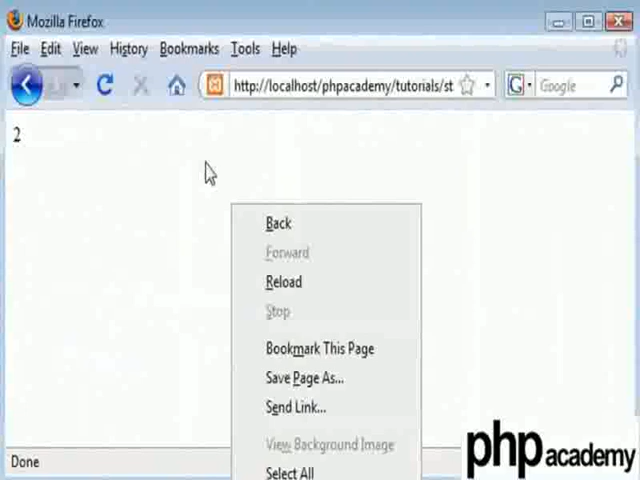 Mozilla Firefox
File Edit View History Bookmarks Tools Help
http://localhost/phpacademy/tutorials/st G Google
2
Back
Forward
Reload
Stop
Bookmark This Page
Save Page As...
Send Link...
View Background Image
Select All
Done
php academy